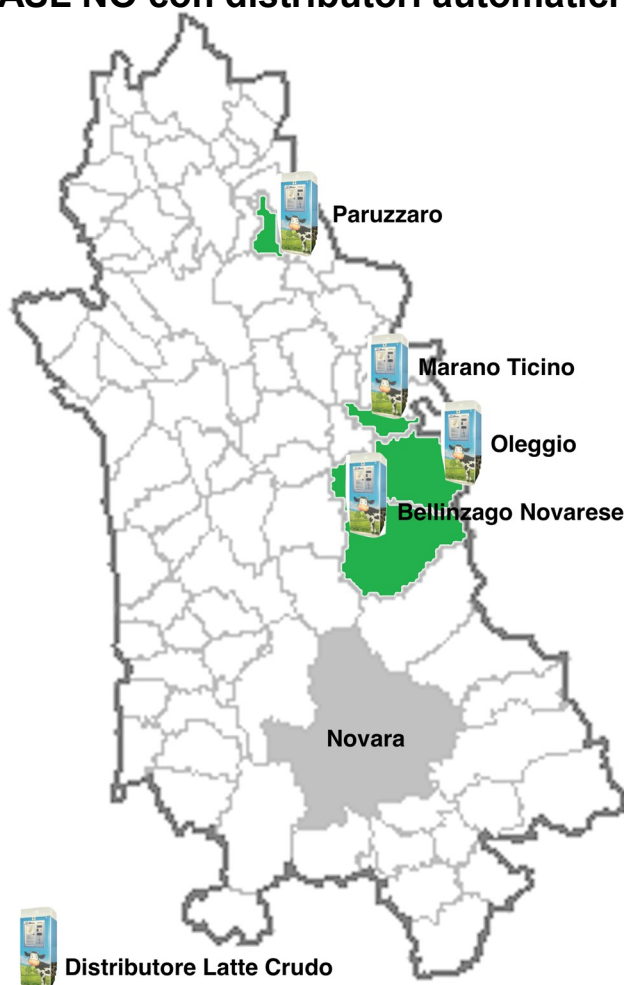 ASL NO con distributori automatici
Paruzzaro
Marano Ticino
Oleggio
Bellinzago Novarese
Novara
Distributore Latte Crudo